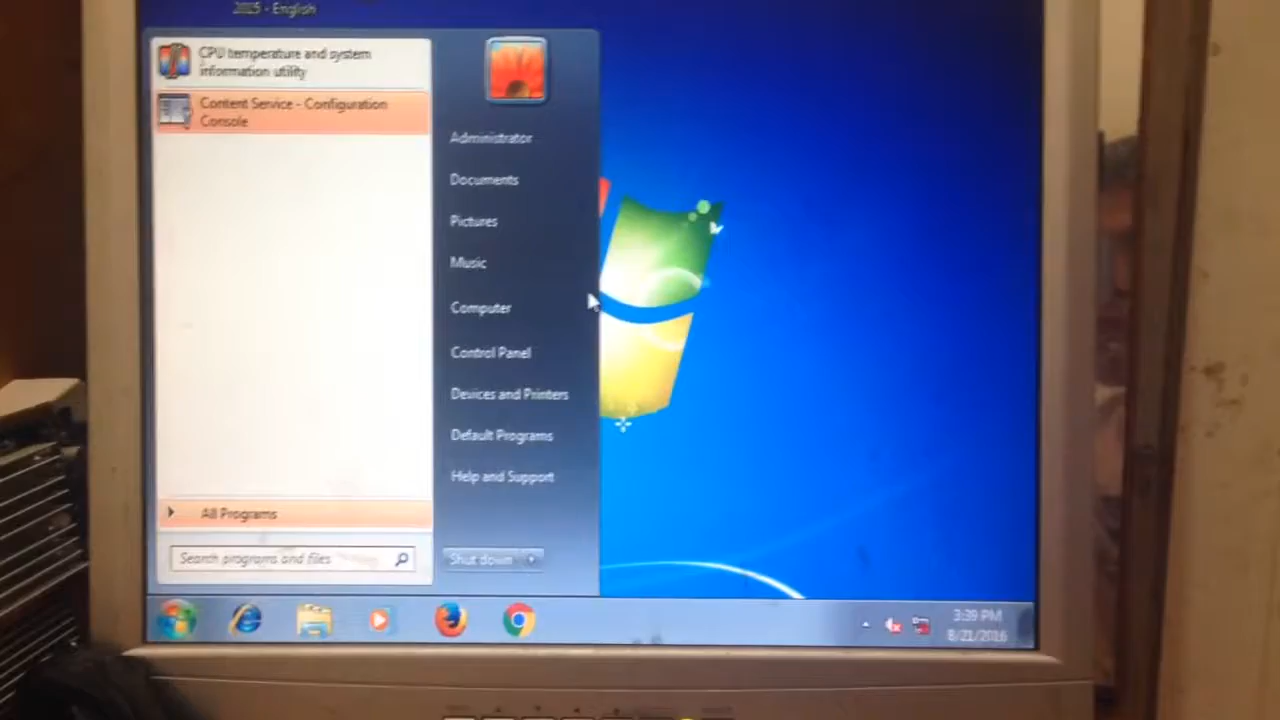 2015 - English
CPU temperature and system
information utility
Content Service - Configuration
Console
All Programs
Search programs and files
Administrator
Documents
Pictures
Music
Computer
Control Panel
Devices and Printers
Default Programs
Help and Support
Shut down
3:39 PM
8/21/2016